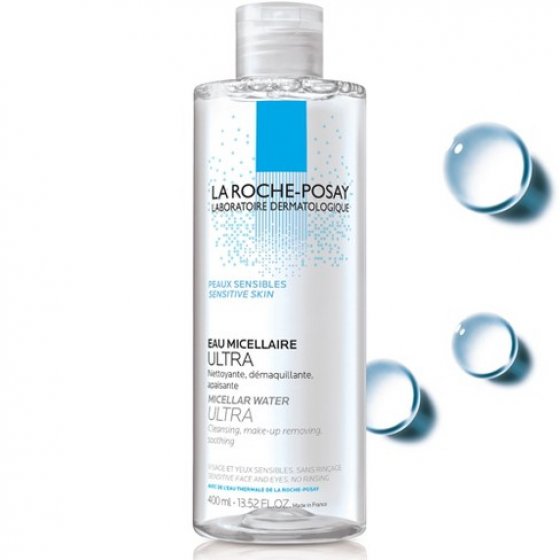 LA ROCHE-POSAY
LABORATOIRE DERMATOLOGIQUE
PEAUX SENSIBLES
SENSITIVE SKIN
EAU MICELLAIRE
ULTRA
Nettoyante, démaquillante,
apaisante
MICELLAR WATER
ULTRA
Cleansing, make-up removing,
soothing
VISAGE ET YEUX SENSIBLES, SANS RINÇAGE
SENSITIVE FACE AND EYES, NO RINSING
AVEC DE L'EAU THERMALE DE LA ROCHE-POSAY
400 mL - 13.52 FL.OZ. Made in France